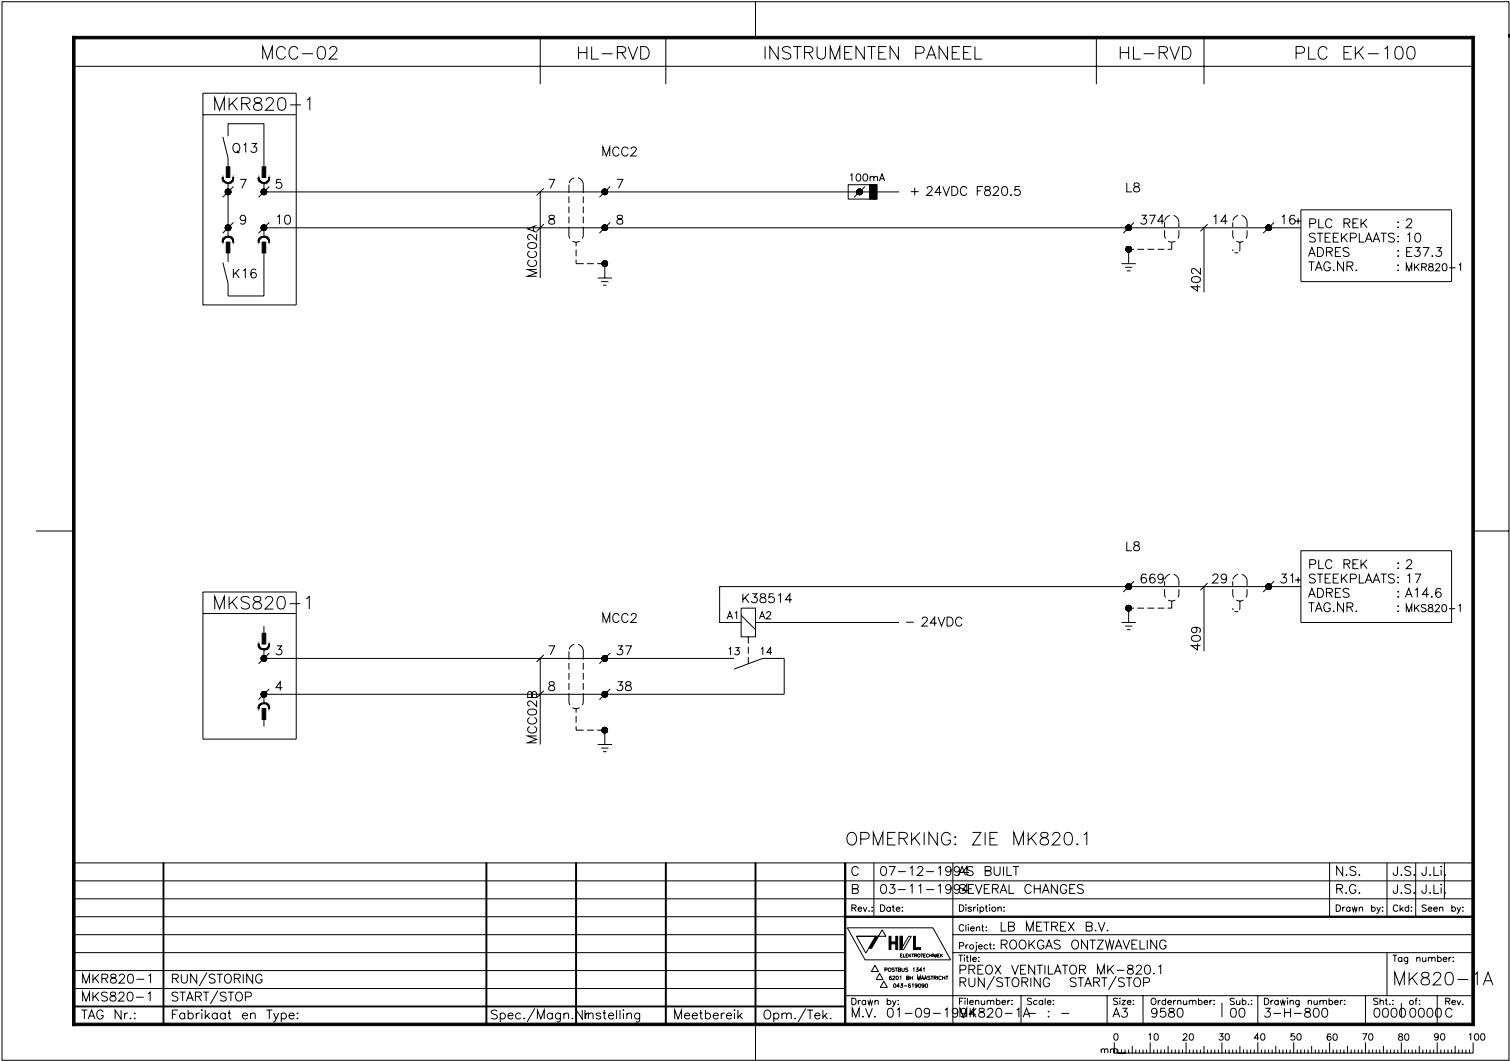 MCC-02 HL-RVD INSTRUMENTEN PANEEL HL-RVD PLC EK-100
MKR820-1
Q13
7 5
9 10
K16
MCC02A
7
8
MCC2
7
8
100mA
+ 24VDC F820.5
L8
374
14
16+
402
PLC REK : 2
STEEKPLAATS: 10
ADRES : E37.3
TAG.NR. : MKR820-1
MKS820-1
3
4
MCC02B
7
8
MCC2
37
38
K38514
A1 A2
- 24VDC
13 14
L8
669
29
31+
409
PLC REK : 2
STEEKPLAATS: 17
ADRES : A14.6
TAG.NR. : MKS820-1
OPMERKING: ZIE MK820.1
C 07-12-1994 AS BUILT N.S. J.S. J.Li.
B 03-11-1994 SEVERAL CHANGES R.G. J.S. J.Li.
Rev.: Date: Disription: Drawn by: Ckd: Seen by:
HVL
ELEKTROTECHNIEK
POSTBUS 1341
6201 BH MAASTRICHT
043-619090
Client: LB METREX B.V.
Project: ROOKGAS ONTZWAVELING
Title:
PREOX VENTILATOR MK-820.1
RUN/STORING START/STOP
Tag number:
MK820-1A
Drawn by: Filenumber: Scale: Size: Ordernumber: Sub.: Drawing number: Sht.: of: Rev.
M.V. 01-09-1994 MK820-1A - : - A3 9580 00 3-H-800 0000 0000 C
MKR820-1 RUN/STORING
MKS820-1 START/STOP
TAG Nr.: Fabrikaat en Type: Spec./Magn.Nr. Instelling Meetbereik Opm./Tek.
0 10 20 30 40 50 60 70 80 90 100
mm